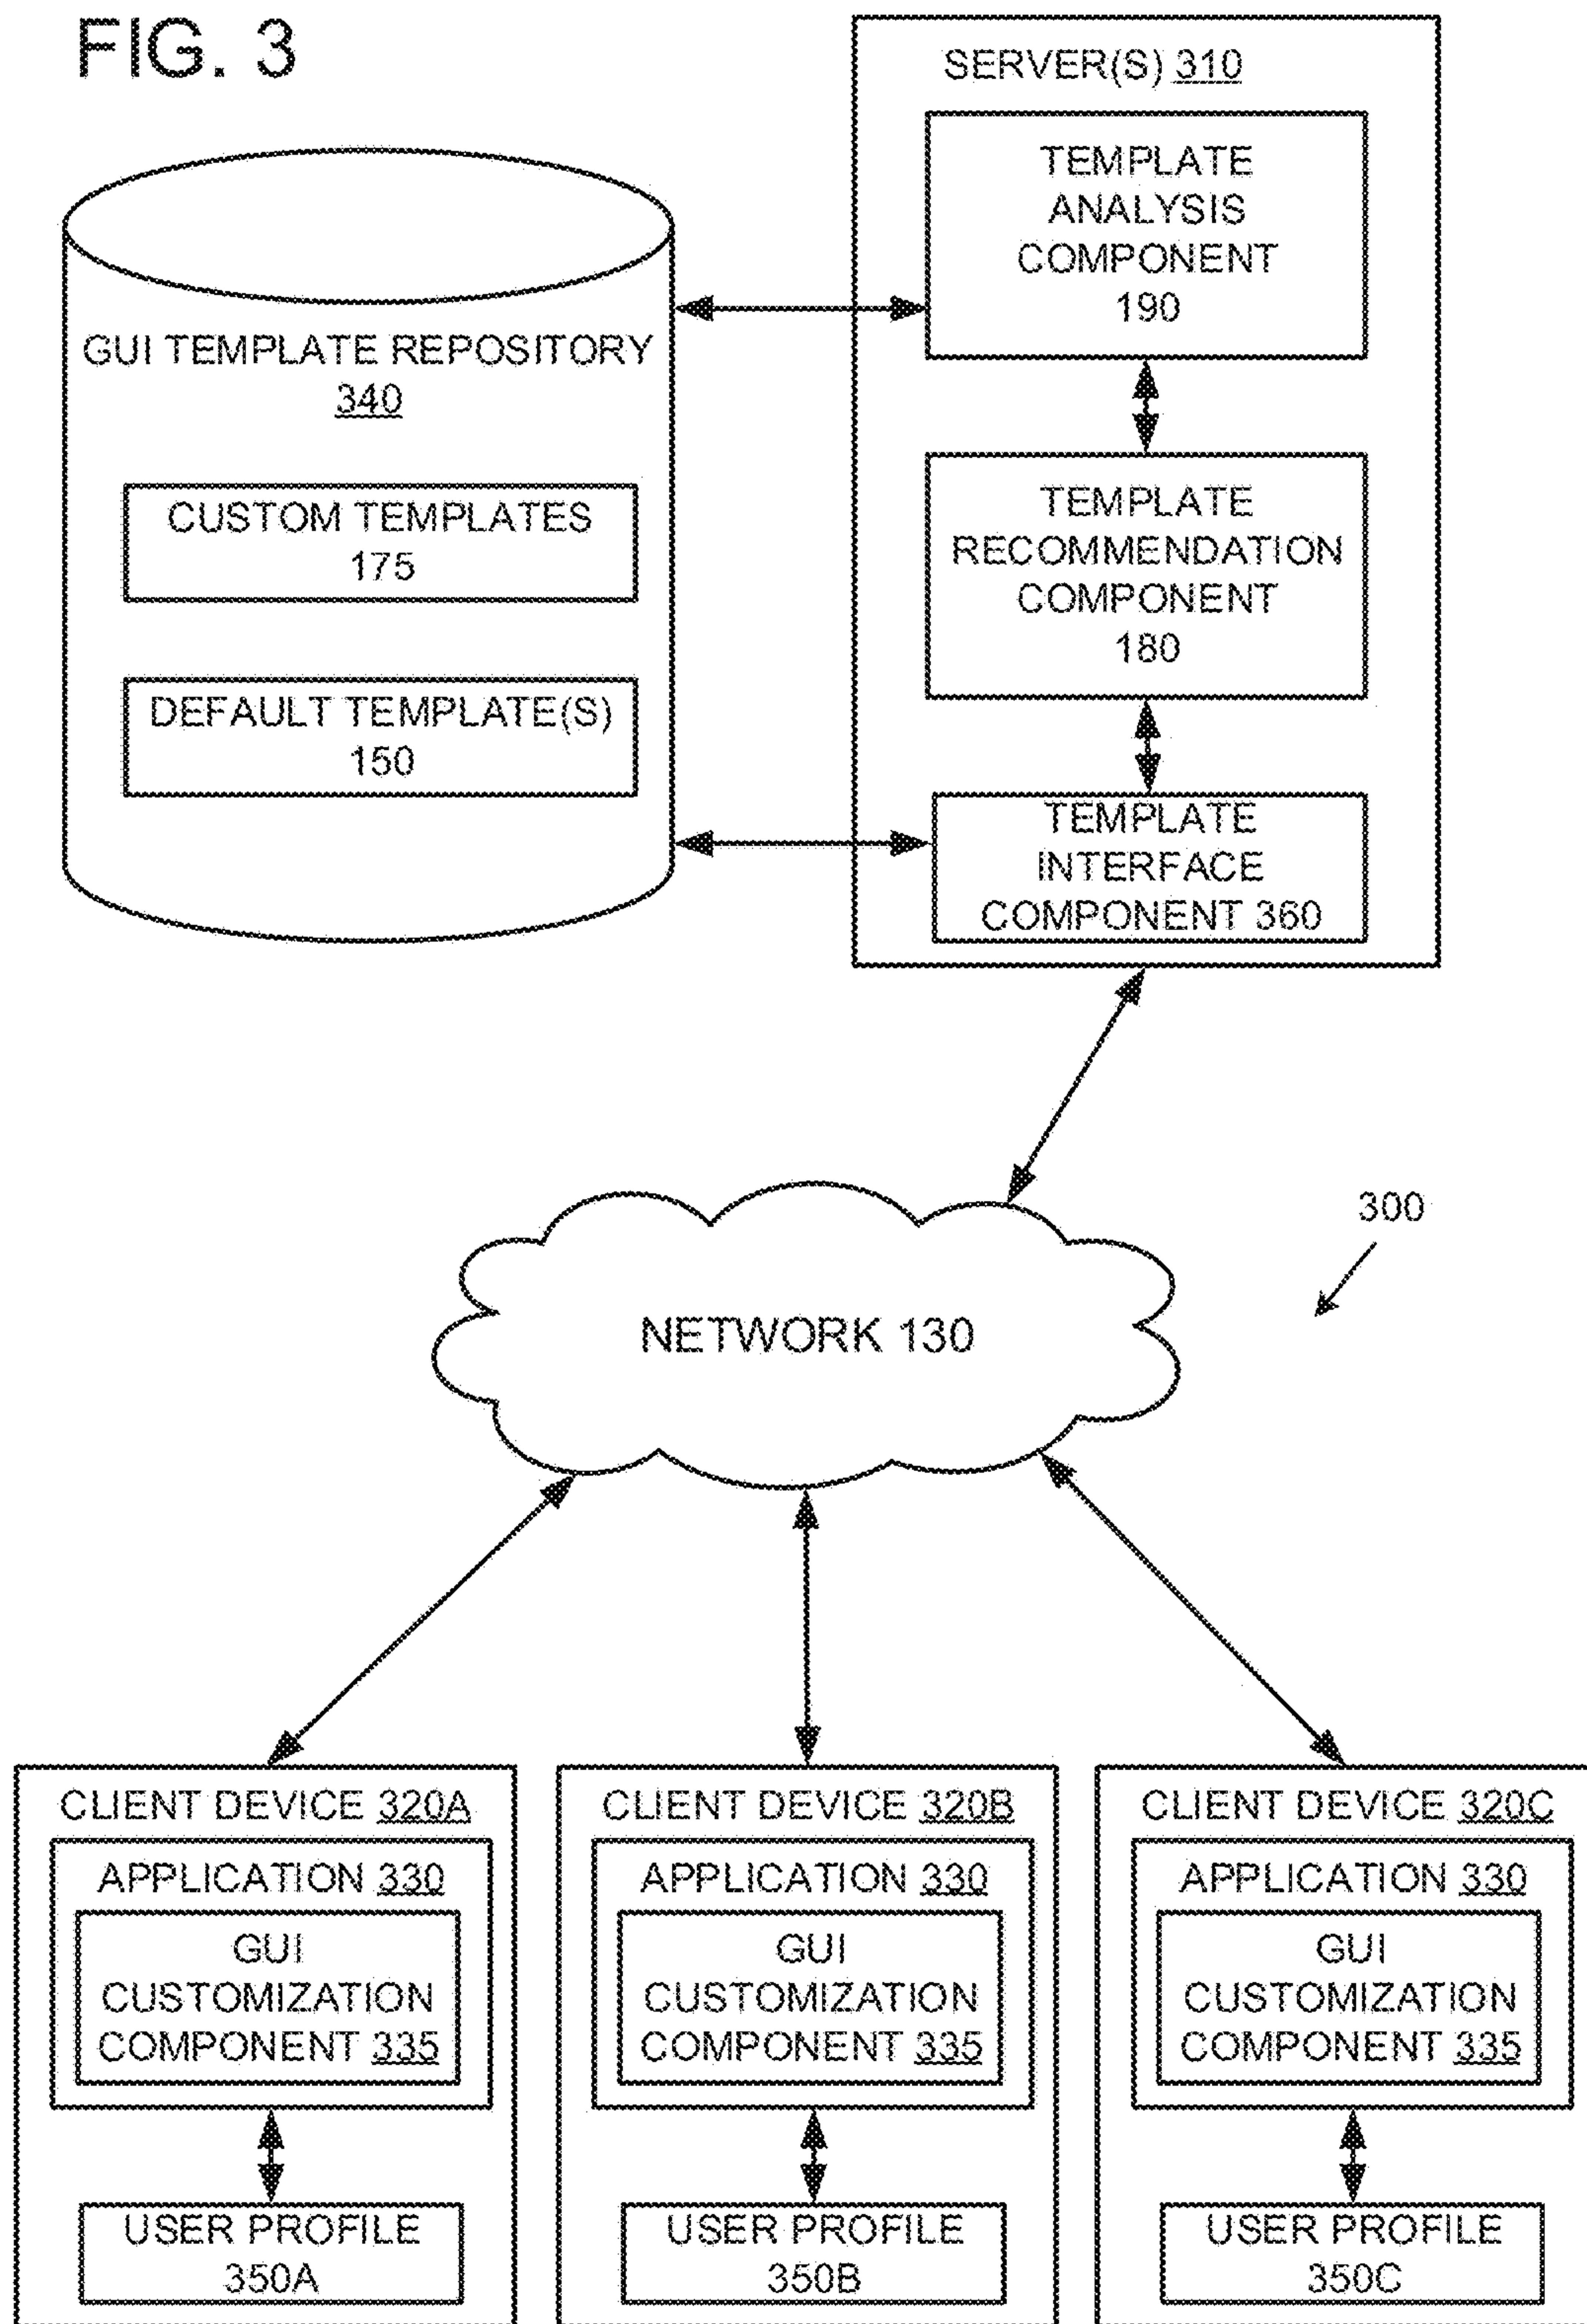 FIG. 3
SERVER(S) 310
TEMPLATE
ANALYSIS
COMPONENT
190
GUI TEMPLATE REPOSITORY
340
CUSTOM TEMPLATES
175
DEFAULT TEMPLATE(S)
150
TEMPLATE
RECOMMENDATION
COMPONENT
180
TEMPLATE
INTERFACE
COMPONENT 360
300
NETWORK 130
CLIENT DEVICE 320A
APPLICATION 330
GUI
CUSTOMIZATION
COMPONENT 335
USER PROFILE
350A
CLIENT DEVICE 320B
APPLICATION 330
GUI
CUSTOMIZATION
COMPONENT 335
USER PROFILE
350B
CLIENT DEVICE 320C
APPLICATION 330
GUI
CUSTOMIZATION
COMPONENT 335
USER PROFILE
350C